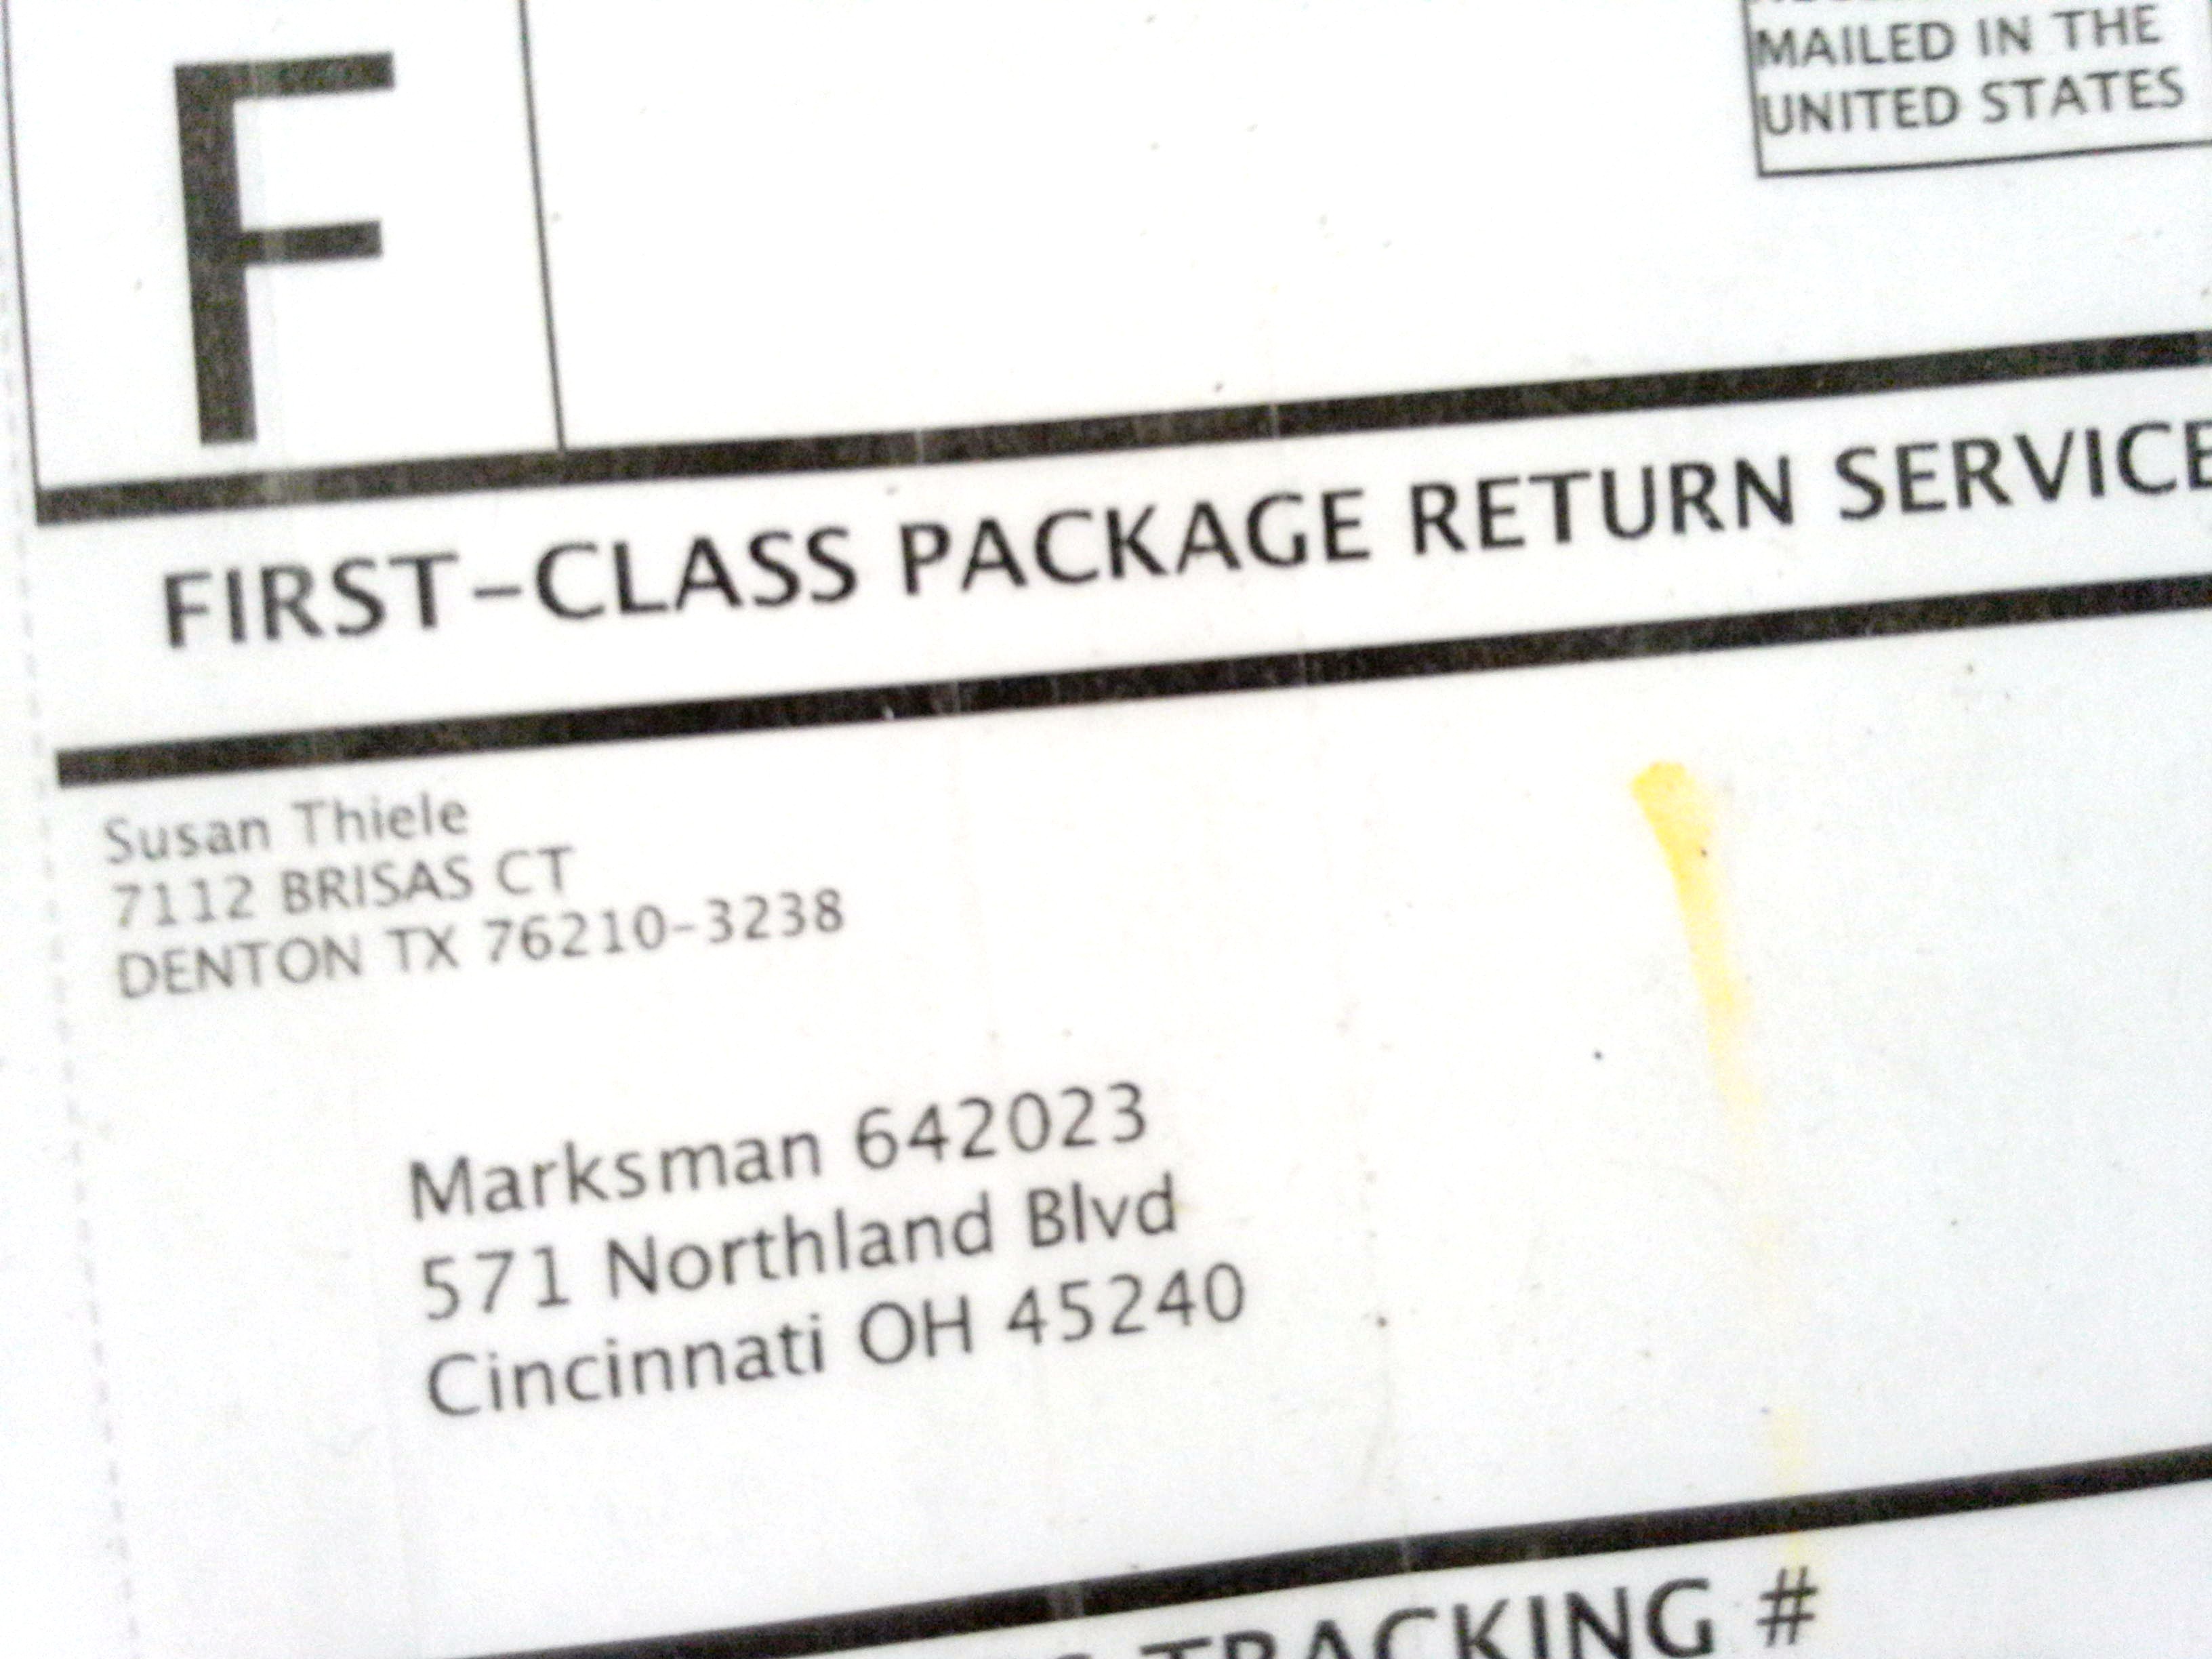 F
MAILED IN THE
UNITED STATES
FIRST-CLASS PACKAGE RETURN SERVICE
Susan Thiele
7112 BRISAS CT
DENTON TX 76210-3238
Marksman 642023
571 Northland Blvd
Cincinnati OH 45240
TRACKING #